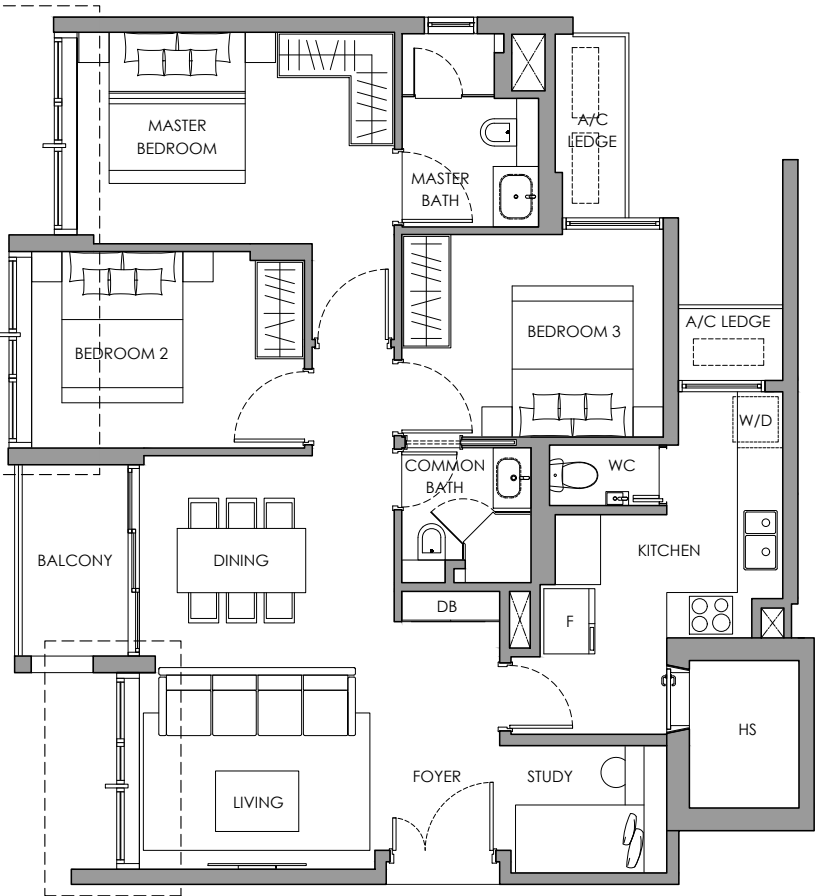 MASTER
BEDROOM
A/C
LEDGE
MASTER
BATH
A/C LEDGE
BEDROOM 3
BEDROOM 2
W/D
COMMON
BATH
WC
KITCHEN
BALCONY
DINING
DB
F
HS
FOYER
STUDY
LIVING